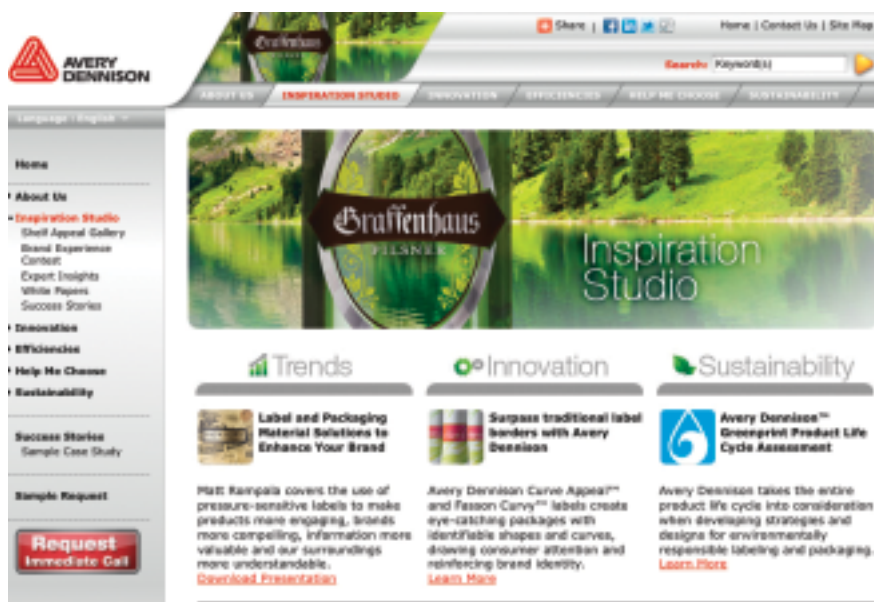 Graffenhaus
Share |
Home | Contact Us | Site Map
AVERY
DENNISON
Search: Keyword(s)
ABOUT US
INSPIRATION STUDIO
INNOVATION
EFFICIENCIES
HELP ME CHOOSE
SUSTAINABILITY
Language : English
Home
About Us
Inspiration Studio
Shelf Appeal Gallery
Brand Experience
Contest
Expert Insights
White Papers
Success Stories
Innovation
Efficiencies
Help Me Choose
Sustainability
Success Stories
Sample Case Study
Sample Request
Request
Immediate Call
Graffenhaus
PILSNER
Inspiration
Studio
Trends
Label and Packaging
Material Solutions to
Enhance Your Brand
Matt Rompala covers the use of
pressure-sensitive labels to make
products more engaging, brands
more compelling, information more
valuable and our surroundings
more understandable.
Download Presentation
Innovation
Surpass traditional label
borders with Avery
Dennison
Avery Dennison Curve Appeal™
and Fasson Curvy™ labels create
eye-catching packages with
identifiable shapes and curves,
drawing consumer attention and
reinforcing brand identity.
Learn More
Sustainability
Avery Dennison™
Greenprint Product Life
Cycle Assessment
Avery Dennison takes the entire
product life cycle into consideration
when developing strategies and
designs for environmentally
responsible labeling and packaging.
Learn More